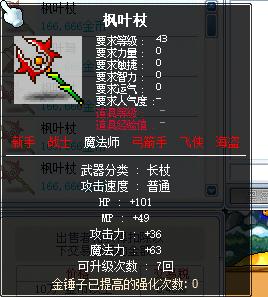 枫叶杖
要求等级 : 43
要求力量 : 0
要求敏捷 : 0
要求智力 : 0
要求运气 : 0
要求人气度 : -
道具等级 : -
道具经验值 : -
新手 战士 魔法师 弓箭手 飞侠 海盗
武器分类 : 长杖
攻击速度 : 普通
HP : +101
MP : +49
攻击力 : +36
魔法力 : +63
可升级次数 : 7回
金锤子已提高的强化次数: 0